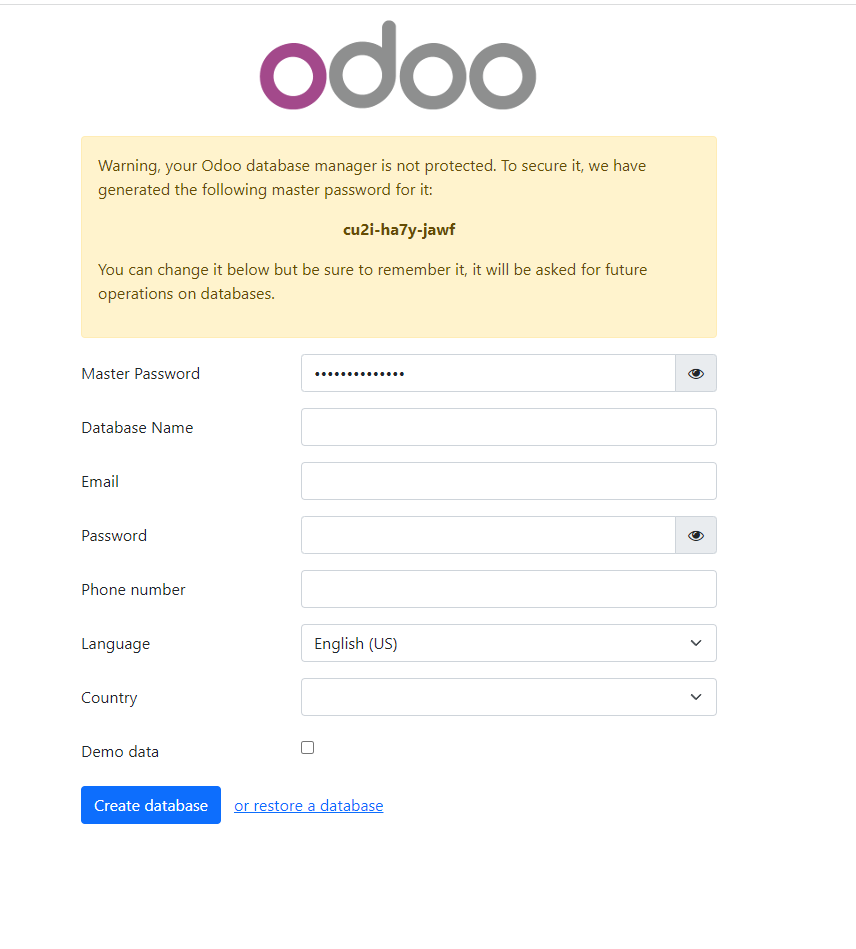 odoo
Warning, your Odoo database manager is not protected. To secure it, we have
generated the following master password for it:
cu2i-ha7y-jawf
You can change it below but be sure to remember it, it will be asked for future
operations on databases.
Master Password ••••••••••••••
Database Name
Email
Password
Phone number
Language English (US)
Country
Demo data
Create database or restore a database